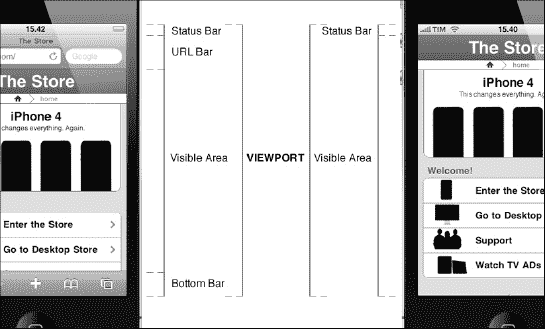 15.42
The Store
om/
Google
The Store
home
iPhone 4
changes everything. Again.
Enter the Store
Go to Desktop Store
Status Bar
URL Bar
Visible Area
Bottom Bar
VIEWPORT
Status Bar
Visible Area
TIM
15.40
The Store
home
iPhone 4
This changes everything. Ag
Welcome!
Enter the Store
Go to Desktop
Support
Watch TV ADs